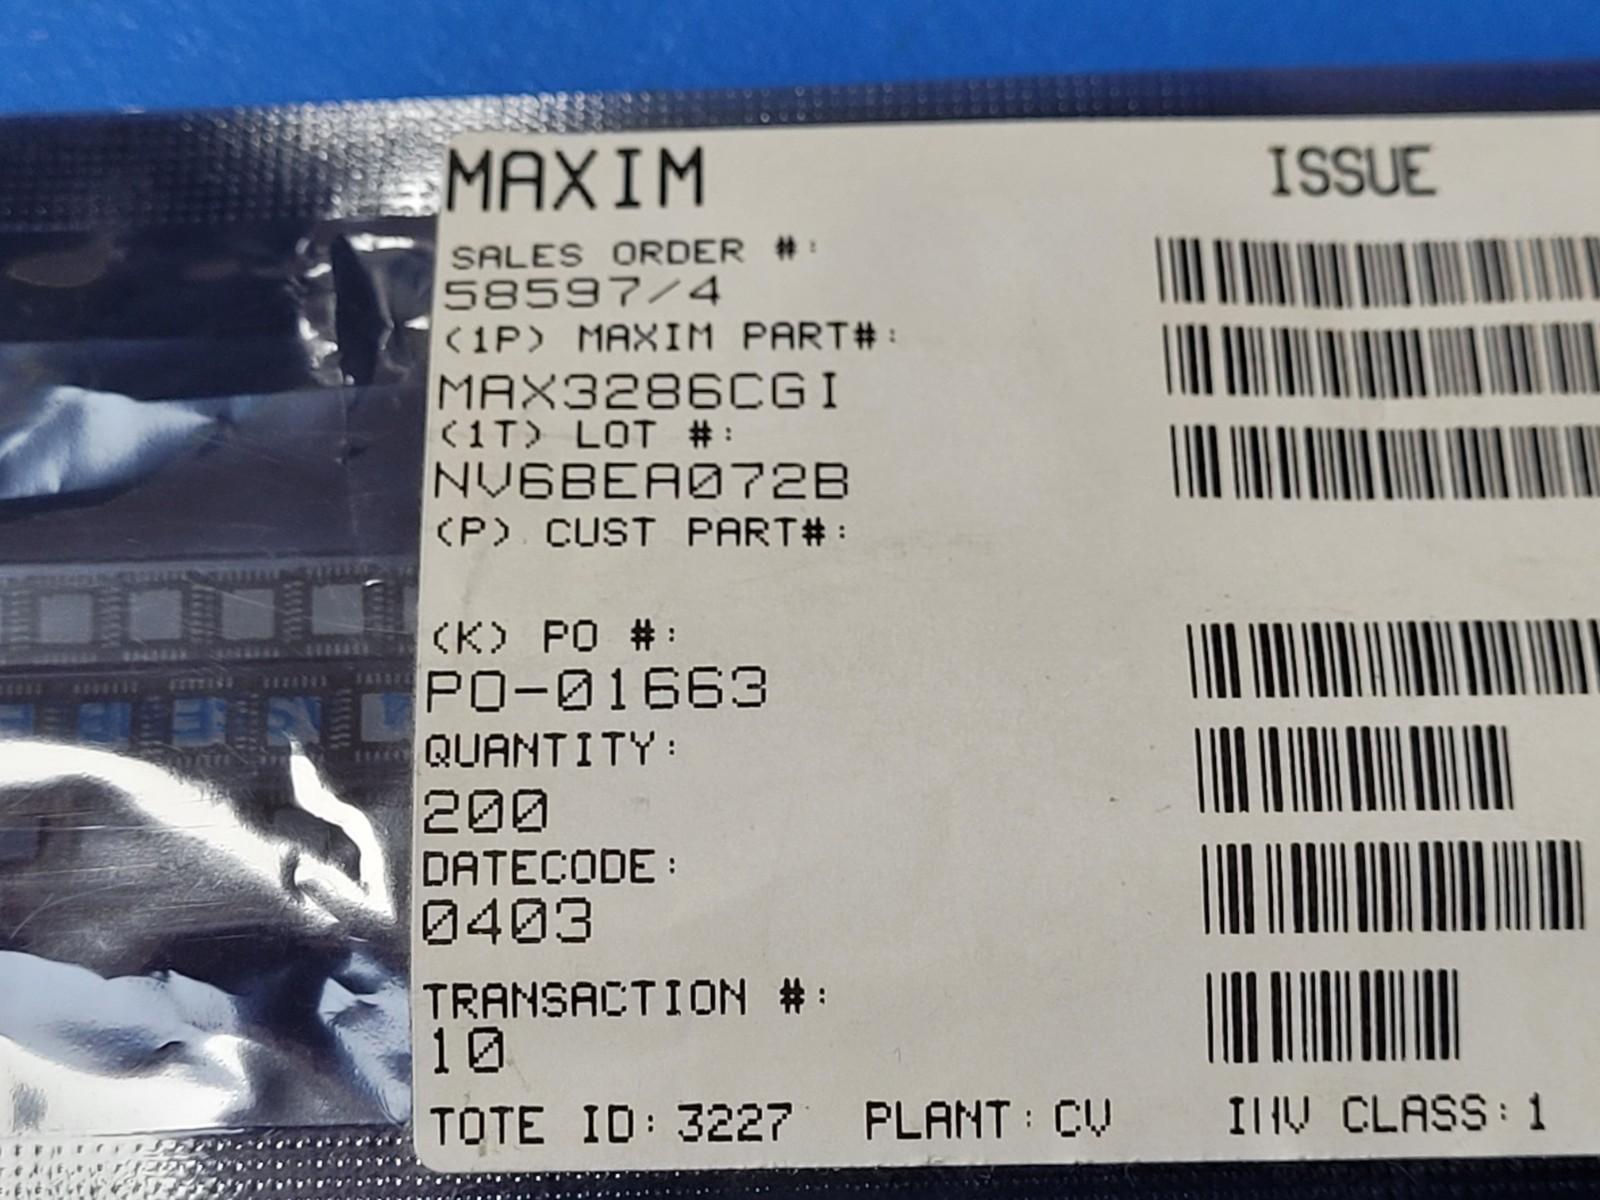 MAXIM
ISSUE
SALES ORDER #:
58597/4
(1P) MAXIM PART#:
MAX3286CGI
(1T) LOT #:
NV6BEA072B
(P) CUST PART#:
(K) PO #:
PO-01663
QUANTITY:
200
DATECODE:
0403
TRANSACTION #:
10
TOTE ID: 3227 PLANT: CV INV CLASS: 1